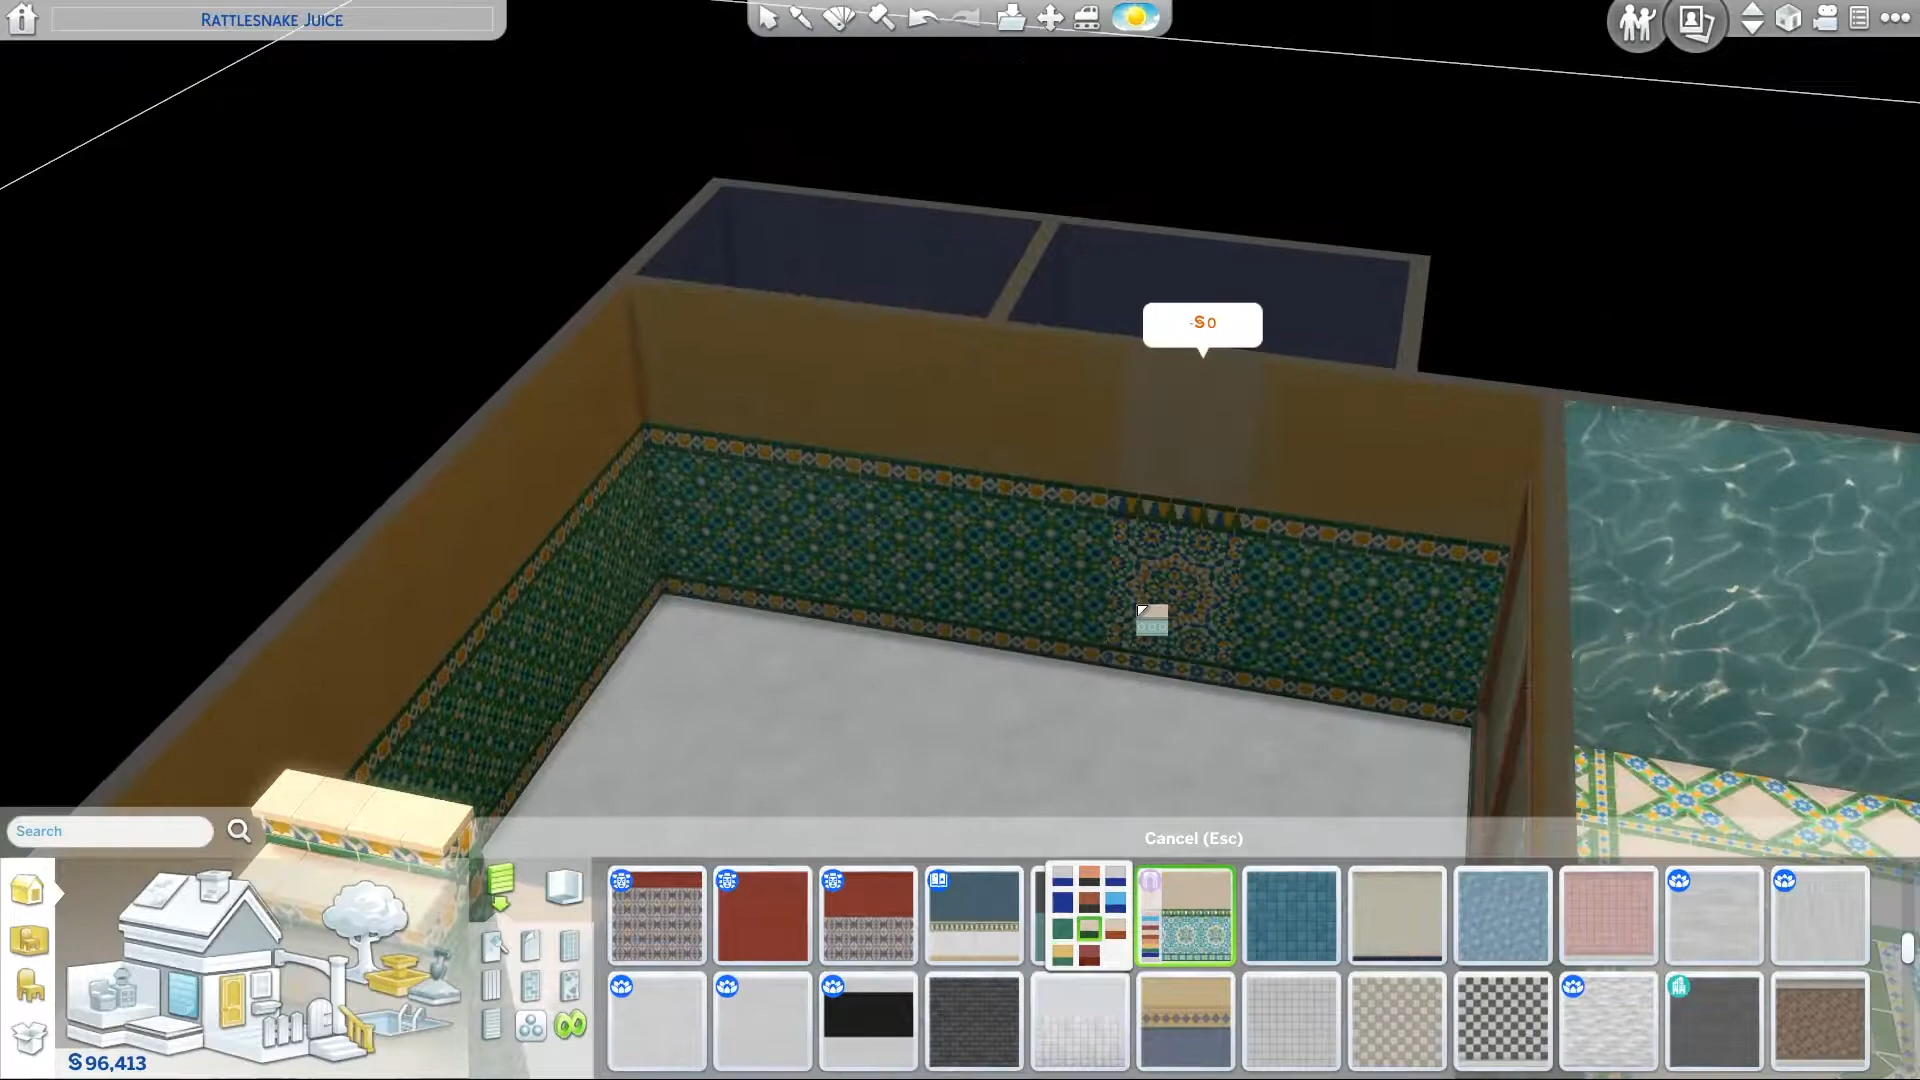 RATTLESNAKE JUICE
-§0
Search
Cancel (Esc)
§96,413